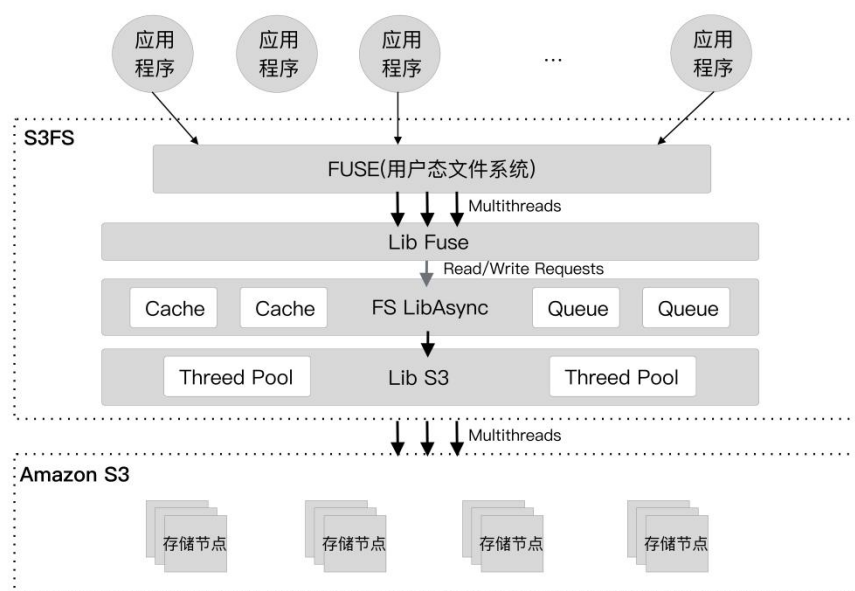 应用
程序
应用
程序
应用
程序
...
应用
程序
S3FS
FUSE(用户态文件系统)
Multithreads
Lib Fuse
Read/Write Requests
Cache
Cache
FS LibAsync
Queue
Queue
Threed Pool
Lib S3
Threed Pool
Multithreads
Amazon S3
存储节点
存储节点
存储节点
存储节点